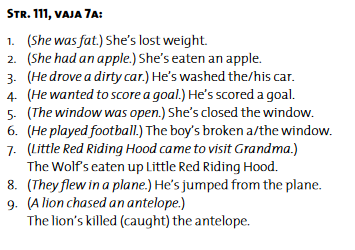 STR. 111, VAJA 7A:
1. (She was fat.) She's lost weight.
2. (She had an apple.) She's eaten an apple.
3. (He drove a dirty car.) He's washed the/his car.
4. (He wanted to score a goal.) He's scored a goal.
5. (The window was open.) She's closed the window.
6. (He played football.) The boy's broken a/the window.
7. (Little Red Riding Hood came to visit Grandma.)
The Wolf's eaten up Little Red Riding Hood.
8. (They flew in a plane.) He's jumped from the plane.
9. (A lion chased an antelope.)
The lion's killed (caught) the antelope.